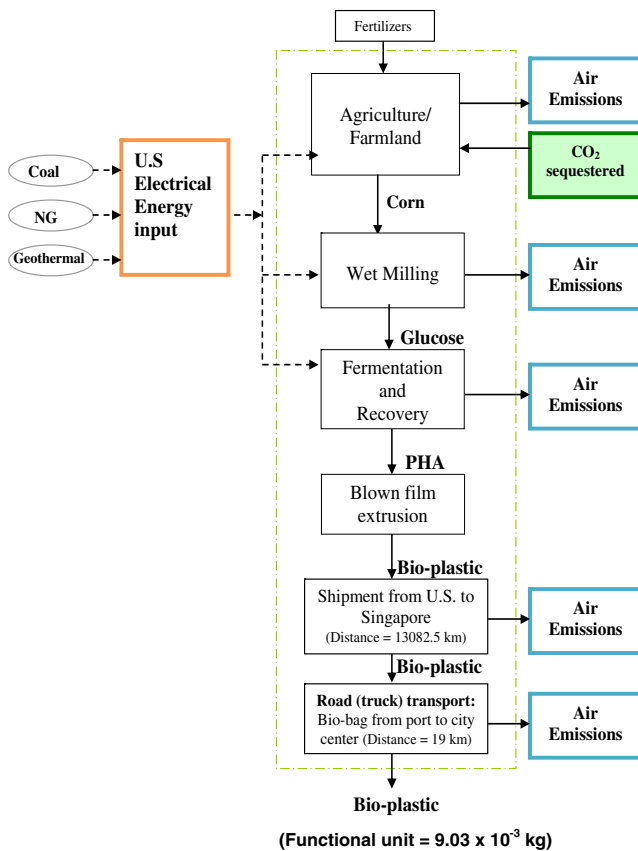 Fertilizers
Agriculture/
Farmland
Air
Emissions
CO₂
sequestered
U.S
Electrical
Energy
input
Coal
NG
Geothermal
Corn
Wet Milling
Air
Emissions
Glucose
Fermentation
and
Recovery
Air
Emissions
PHA
Blown film
extrusion
Bio-plastic
Shipment from U.S. to
Singapore
(Distance = 13082.5 km)
Air
Emissions
Bio-plastic
Road (truck) transport:
Bio-bag from port to city
center (Distance = 19 km)
Air
Emissions
Bio-plastic
(Functional unit = 9.03 x 10⁻³ kg)